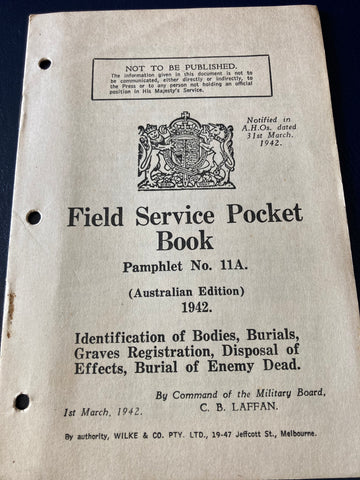 NOT TO BE PUBLISHED.
The information given in this document is not to
be communicated, either directly or indirectly, to
the Press or to any person not holding an official
position in His Majesty's Service.
Notified in
A.H.Os. dated
31st March,
1942.
Field Service Pocket
Book
Pamphlet No. 11A.
(Australian Edition)
1942.
Identification of Bodies, Burials,
Graves Registration, Disposal of
Effects, Burial of Enemy Dead.
By Command of the Military Board,
1st March, 1942. C. B. LAFFAN.
By authority, WILKE & CO. PTY. LTD., 19-47 Jeffcott St., Melbourne.